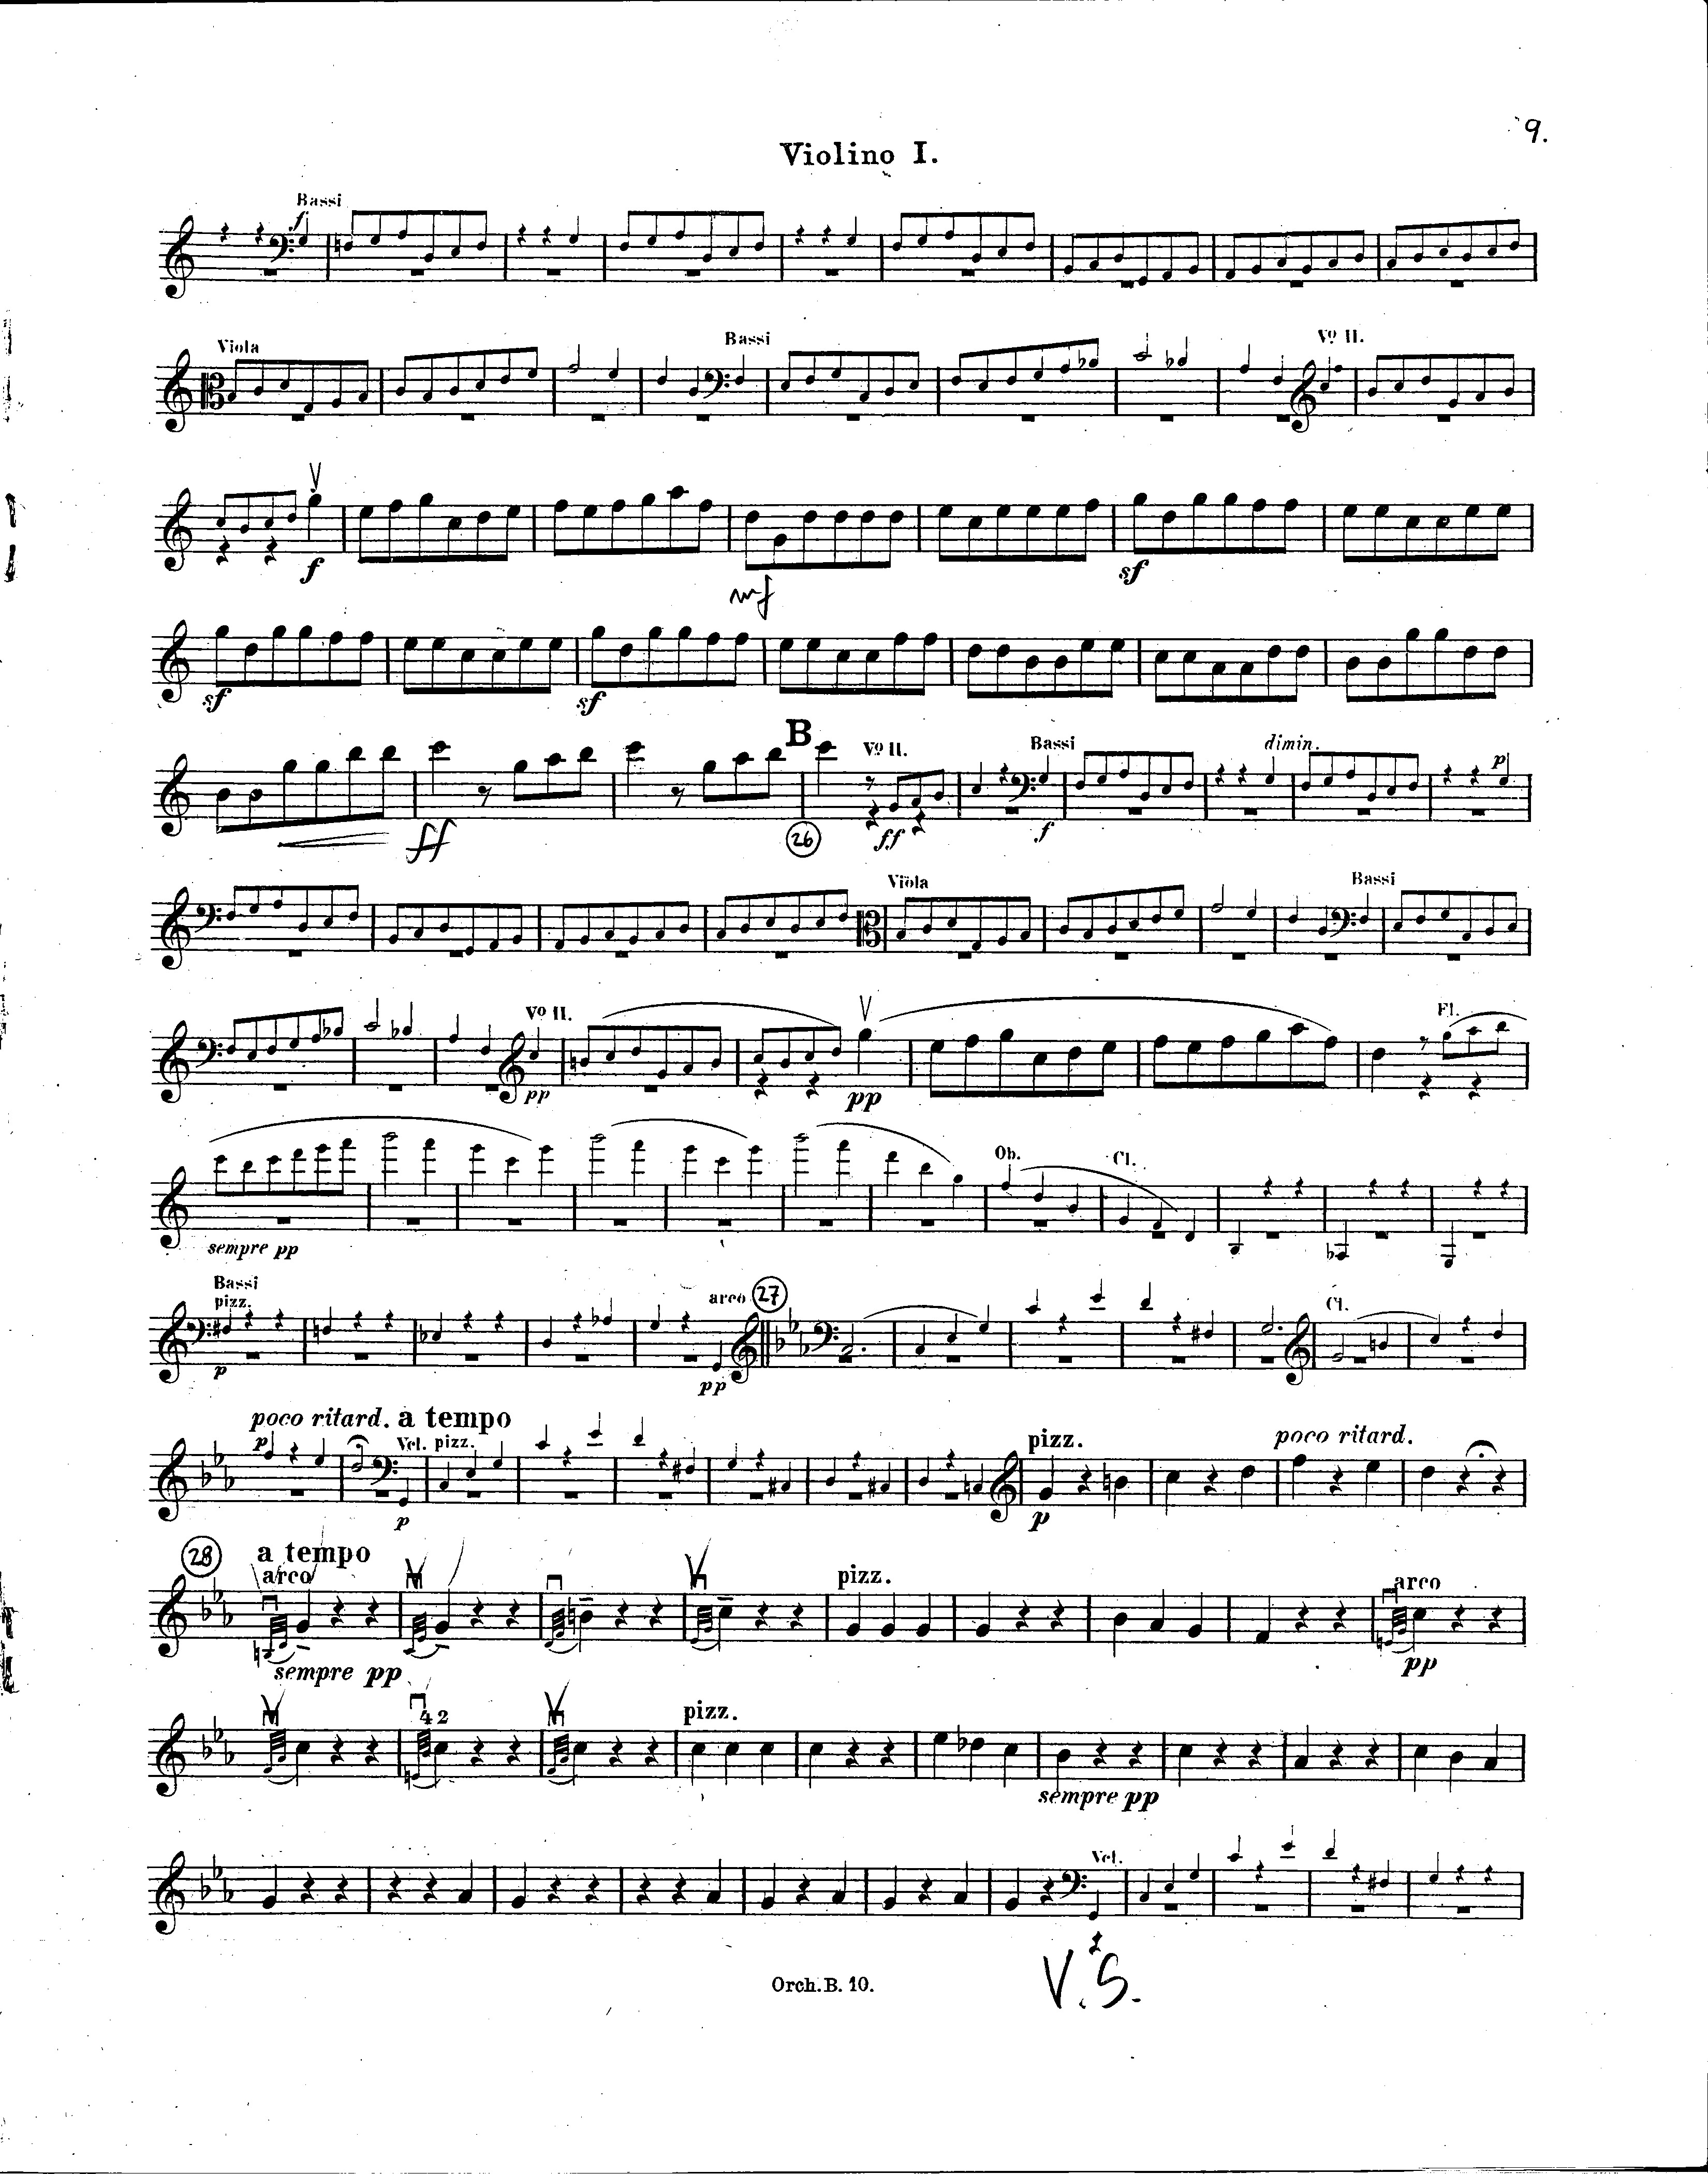 9.
Violino I.
Bassi
f
Viola
Bassi
Vo II.
f
mf
sf
sf
sf
B
Vo II.
Bassi
dimin.
p
ff
26
ff
f
Viola
Bassi
Vo II.
pp
pp
Fl.
Ob.
Cl.
sempre pp
Bassi
pizz.
arco
27
Cl.
p
pp
poco ritard. a tempo
p
Vcl.
pizz.
pizz.
poco ritard.
p
p
28
a tempo
arco
pizz.
arco
sempre pp
pp
4 2
pizz.
sempre pp
Vcl.
Orch. B. 10.
V.S.